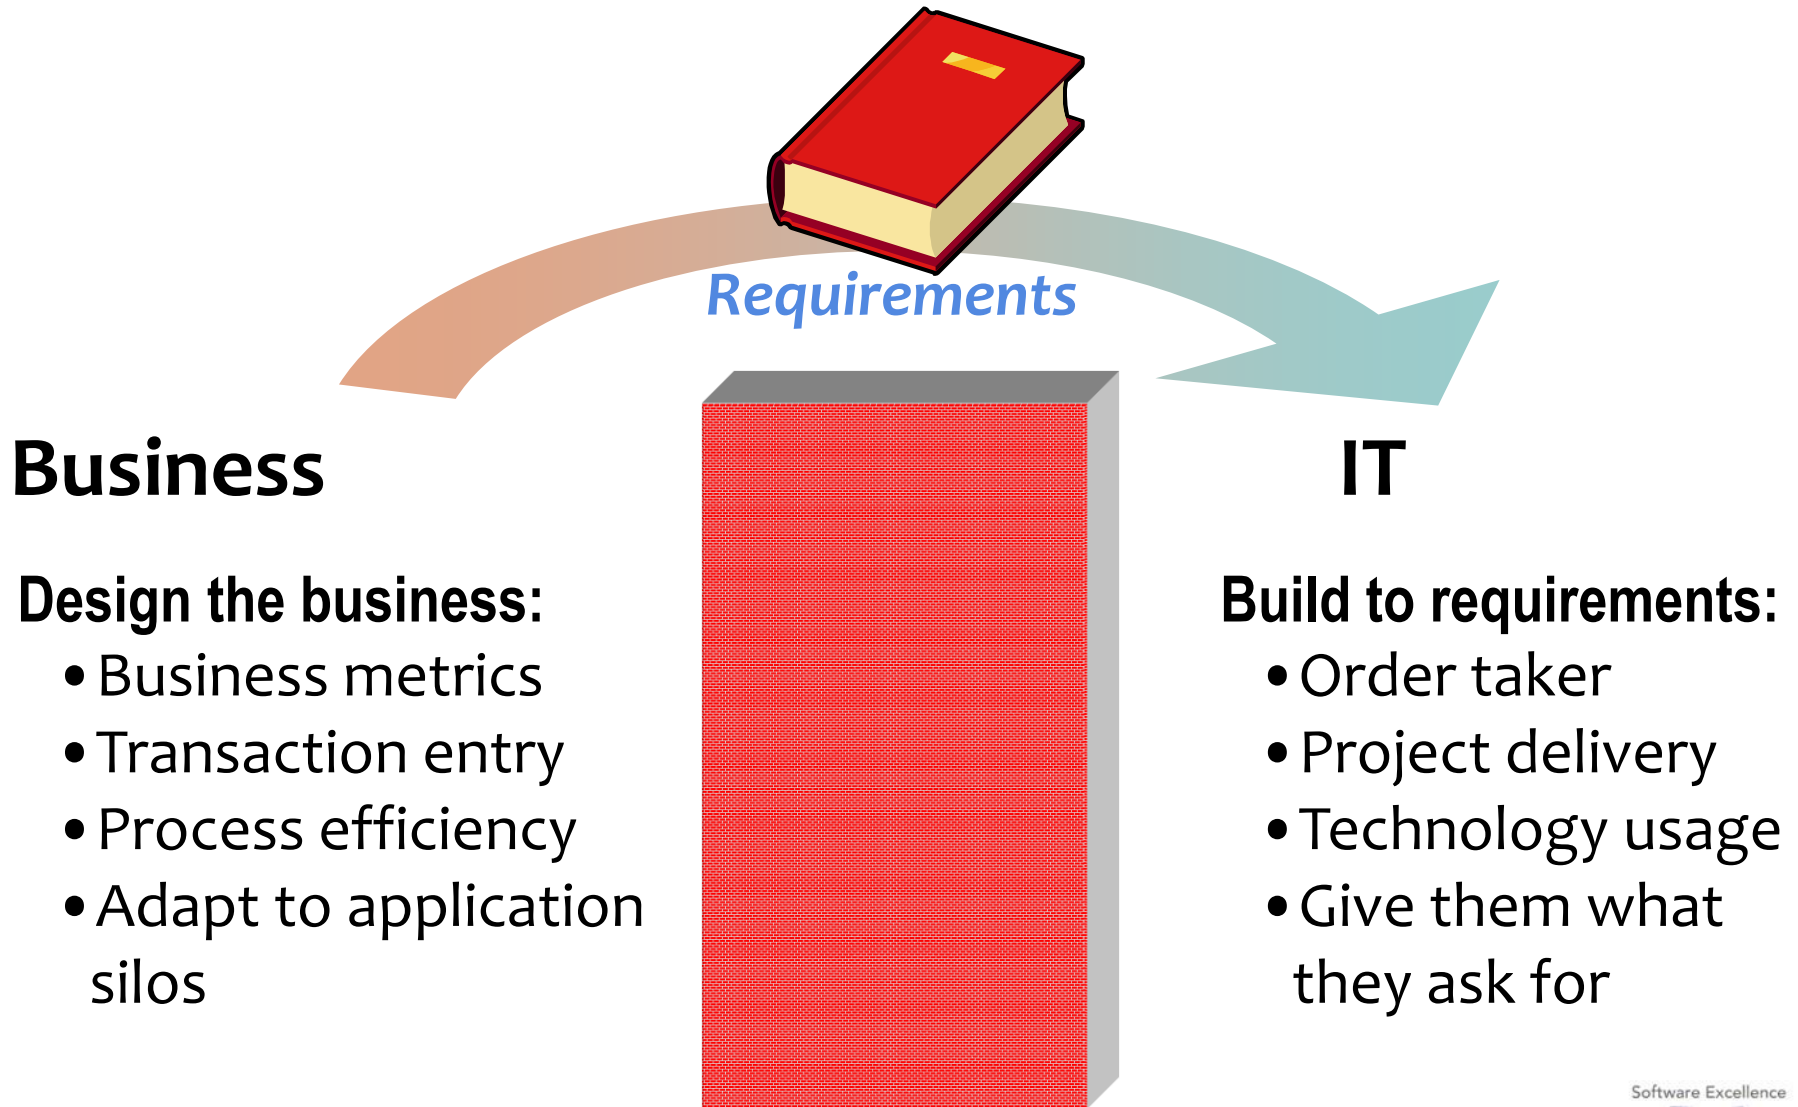 Requirements
Business
IT
Design the business:
• Business metrics
• Transaction entry
• Process efficiency
• Adapt to application
silos
Build to requirements:
• Order taker
• Project delivery
• Technology usage
• Give them what
they ask for
Software Excellence